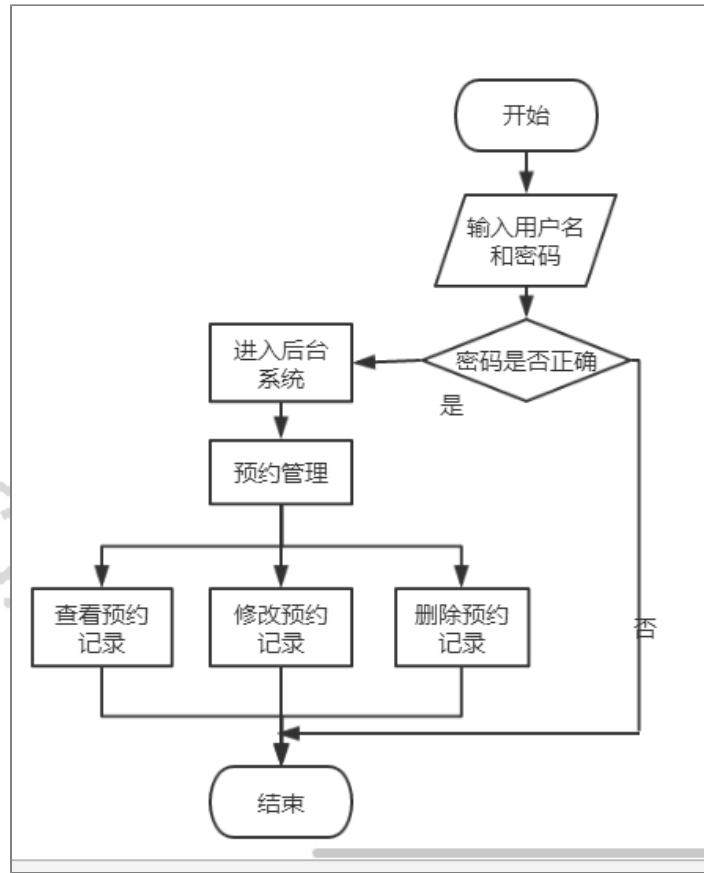 开始
输入用户名
和密码
密码是否正确
进入后台
系统
是
预约管理
查看预约
记录
修改预约
记录
删除预约
记录
否
结束